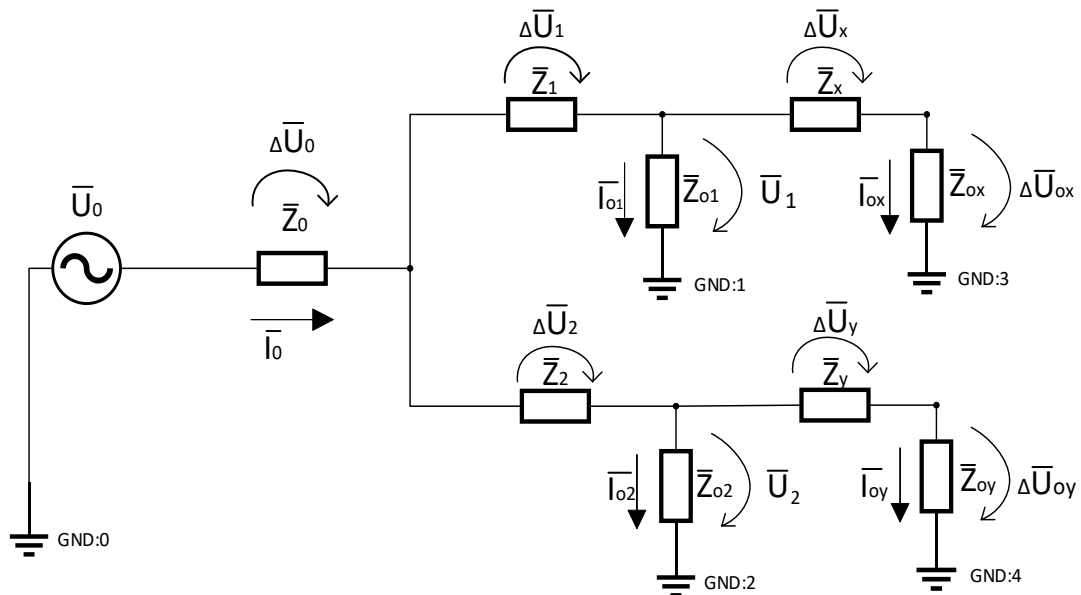 ΔU̅1
ΔU̅x
Z̅1
Z̅x
ΔU̅0
U̅0
Z̅0
I̅o1
Z̅o1
U̅1
I̅ox
Z̅ox
ΔU̅ox
GND:1
GND:3
I̅0
ΔU̅2
ΔU̅y
Z̅2
Z̅y
I̅o2
Z̅o2
U̅2
I̅oy
Z̅oy
ΔU̅oy
GND:0
GND:2
GND:4